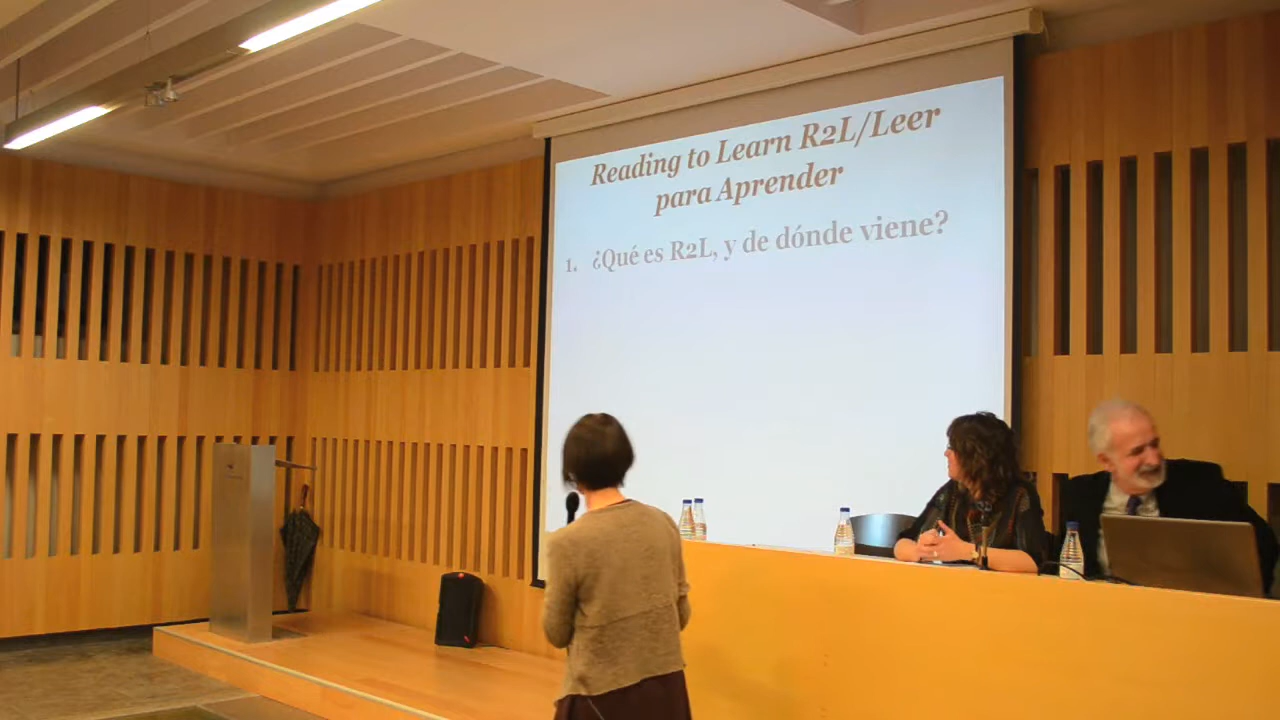 Reading to Learn R2L/Leer
para Aprender
1. ¿Qué es R2L, y de dónde viene?